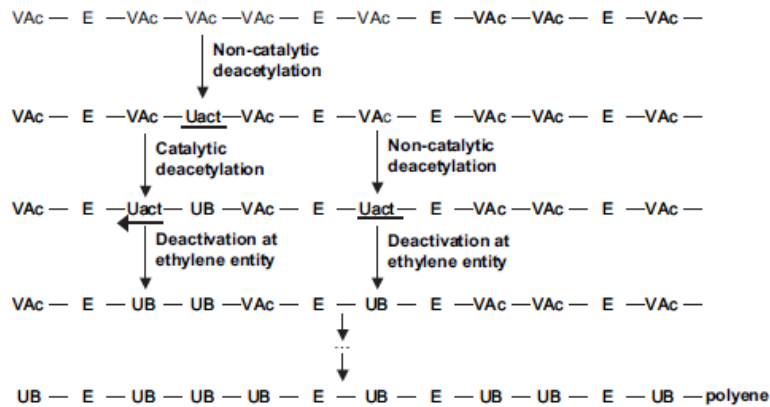 VAc — E — VAc — VAc — VAc — E — VAc — E — VAc — VAc — E — VAc —
Non-catalytic
deacetylation
VAc — E — VAc — Uact — VAc — E — VAc — E — VAc — VAc — E — VAc —
Catalytic
deacetylation
Non-catalytic
deacetylation
VAc — E — Uact — UB — VAc — E — Uact — E — VAc — VAc — E — VAc —
Deactivation at
ethylene entity
Deactivation at
ethylene entity
VAc — E — UB — UB — VAc — E — UB — E — VAc — VAc — E — VAc —
...
UB — E — UB — UB — UB — E — UB — E — UB — UB — E — UB — polyene